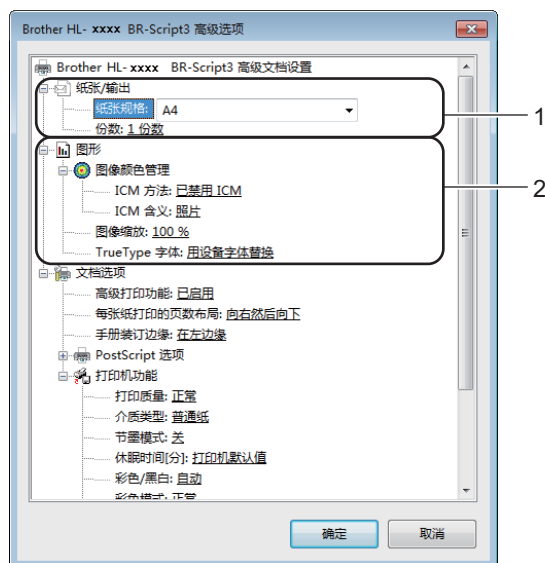 Brother HL- xxxx BR-Script3 高级选项
Brother HL- xxxx BR-Script3 高级文档设置
纸张/输出
纸张规格: A4
1
份数: 1 份数
图形
图像颜色管理
ICM 方法: 已禁用 ICM
2
ICM 含义: 照片
图像缩放: 100 %
TrueType 字体: 用设备字体替换
文档选项
高级打印功能: 已启用
每张纸打印的页数布局: 向右然后向下
手册装订边缘: 在左边缘
PostScript 选项
打印机功能
打印质量: 正常
介质类型: 普通纸
节墨模式: 关
休眠时间[分]: 打印机默认值
彩色/黑白: 自动
彩色模式: 正常
确定 取消